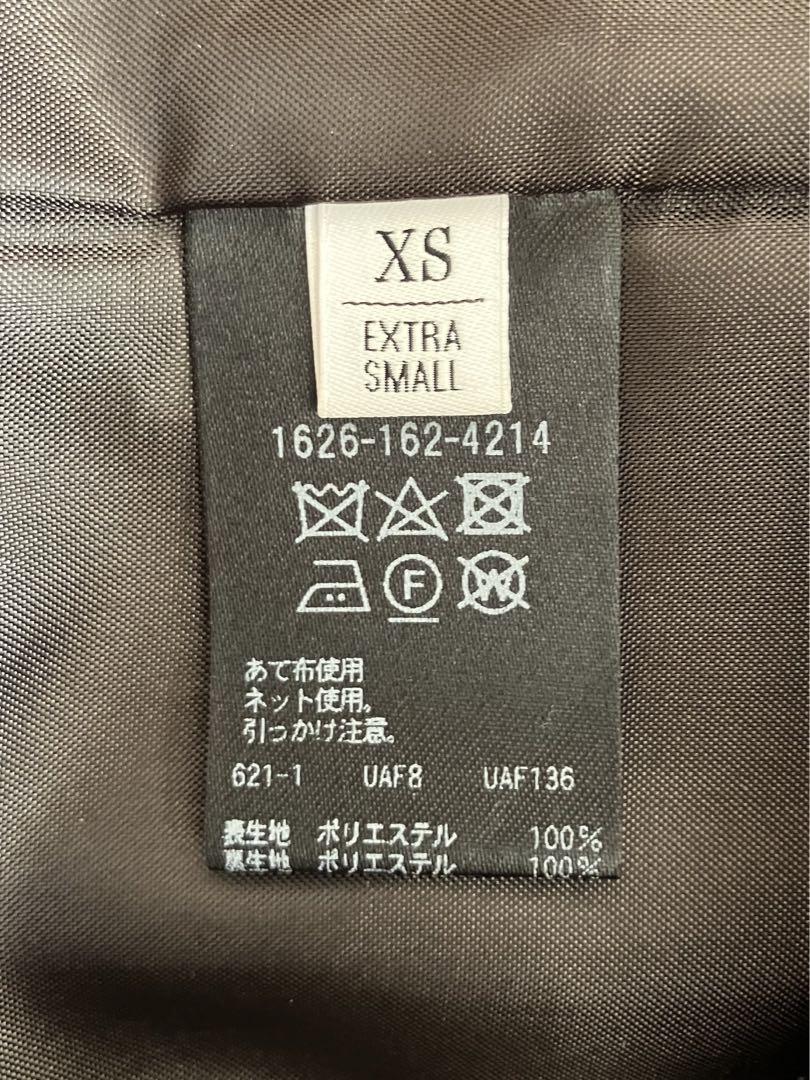 XS
EXTRA
SMALL
1626-162-4214
F
W
あて布使用
ネット使用。
引っかけ注意。
621-1 UAF8 UAF136
表生地 ポリエステル 100%
裏生地 ポリエステル 100%